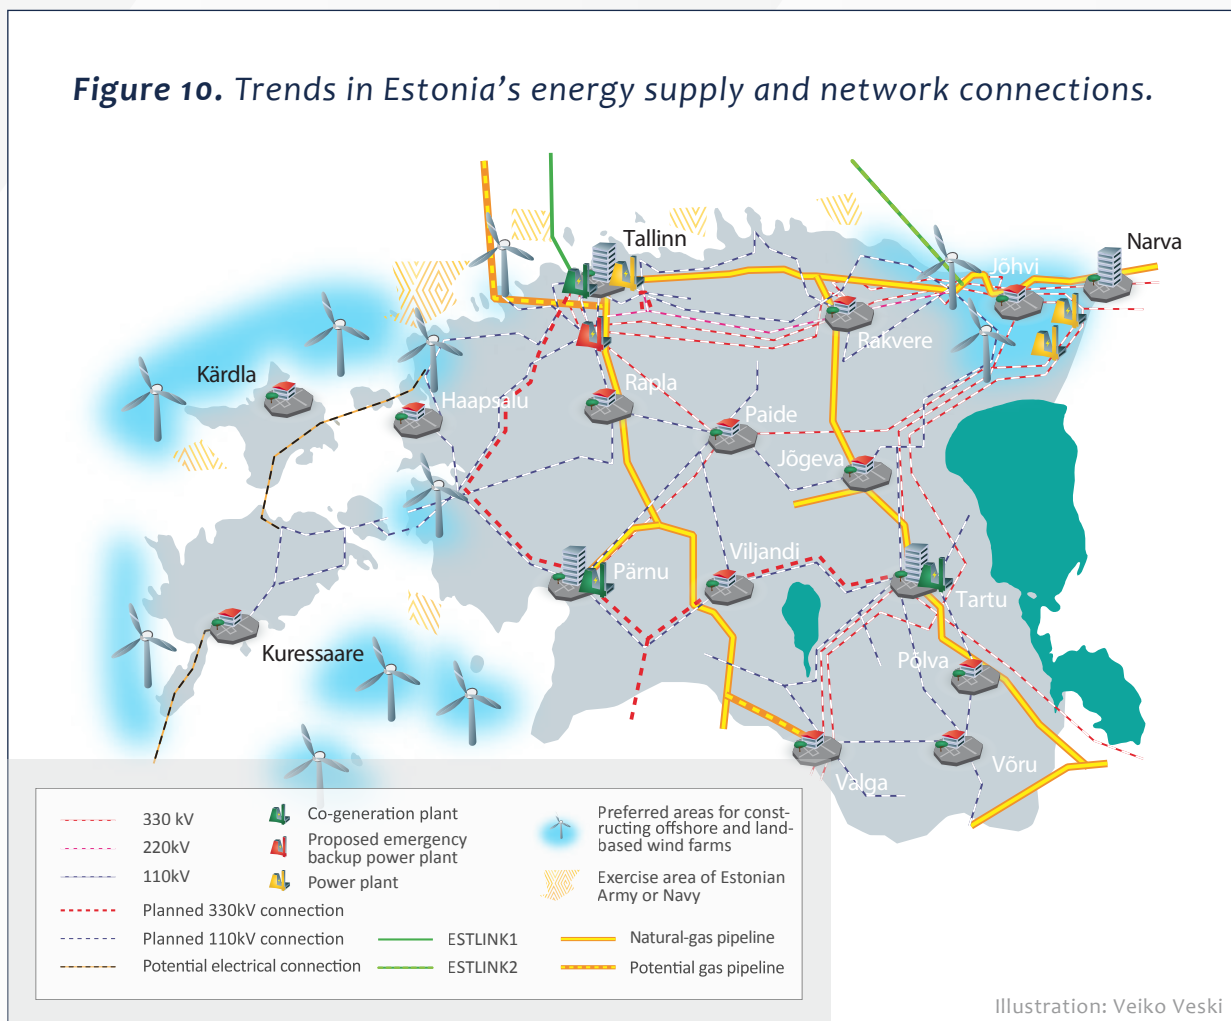 Figure 10. Trends in Estonia's energy supply and network connections.
Tallinn
Narva
Jõhvi
Rakvere
Kärdla
Haapsalu
Rapla
Paide
Jõgeva
Pärnu
Viljandi
Tartu
Kuressaare
Põlva
Võru
Valga
330 kV
220kV
110kV
Planned 330kV connection
Planned 110kV connection
Potential electrical connection
Co-generation plant
Proposed emergency
backup power plant
Power plant
ESTLINK1
ESTLINK2
Preferred areas for const-
ructing offshore and land-
based wind farms
Exercise area of Estonian
Army or Navy
Natural-gas pipeline
Potential gas pipeline
Illustration: Veiko Veski